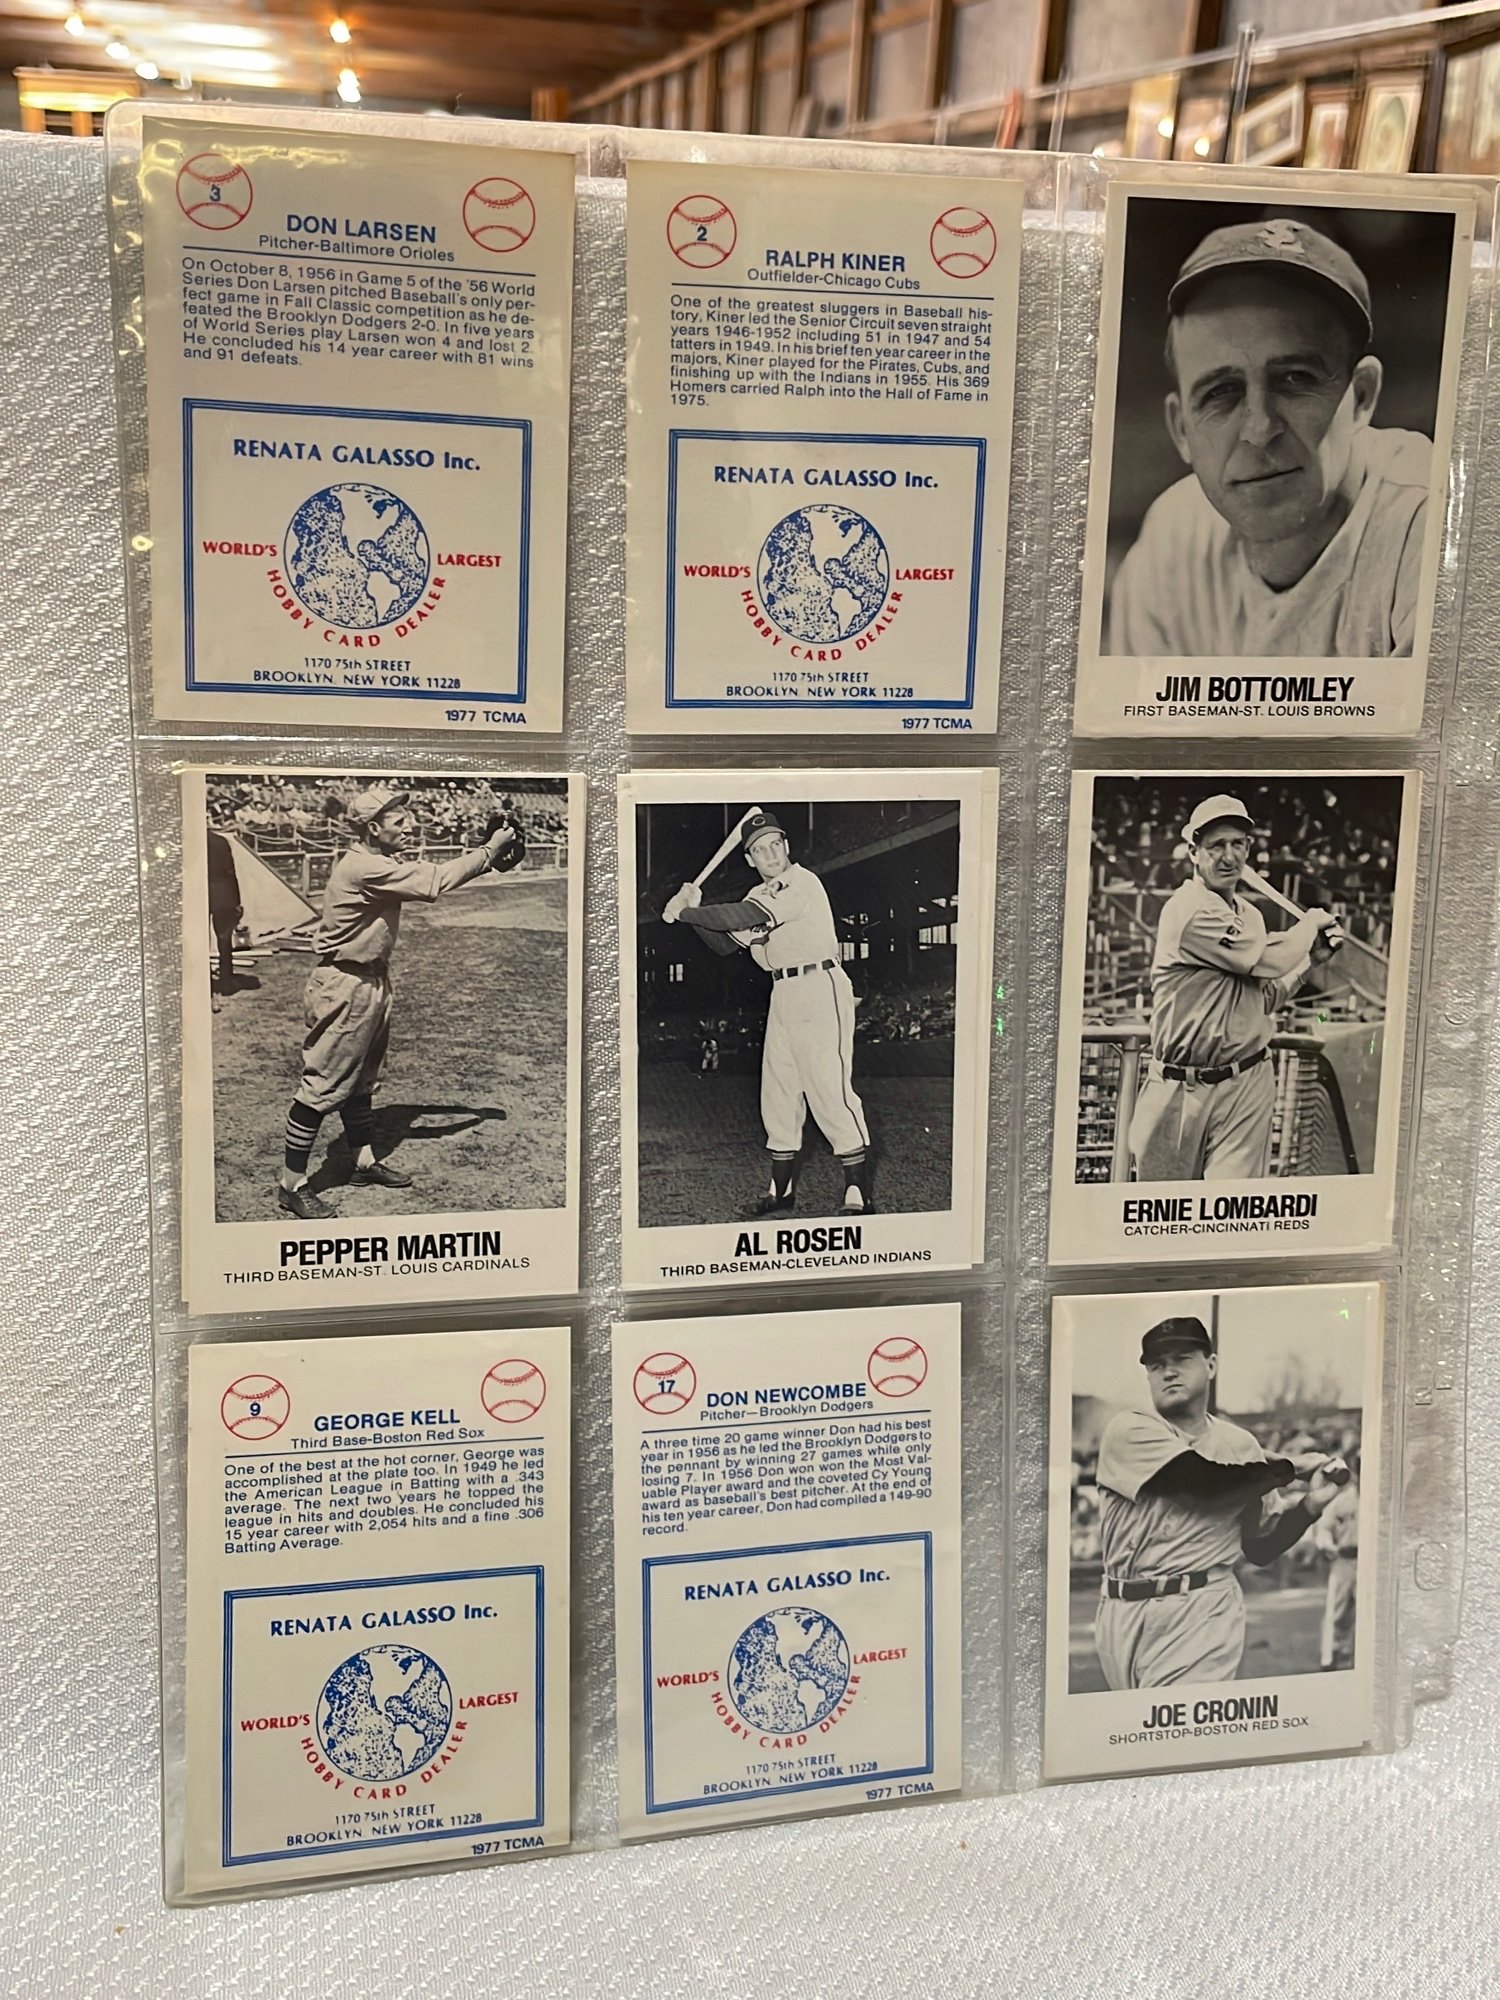 3
DON LARSEN
Pitcher-Baltimore Orioles
On October 8, 1956 in Game 5 of the '56 World
Series Don Larsen pitched Baseball's only per-
fect game in Fall Classic competition as he de-
feated the Brooklyn Dodgers 2-0. In five years
of World Series play Larsen won 4 and lost 2.
He concluded his 14 year career with 81 wins
and 91 defeats.
RENATA GALASSO Inc.
WORLD'S LARGEST
HOBBY CARD DEALER
1170 75th STREET
BROOKLYN, NEW YORK 11228
1977 TCMA
2
RALPH KINER
Outfielder-Chicago Cubs
One of the greatest sluggers in Baseball his-
tory, Kiner led the Senior Circuit seven straight
years 1946-1952 including 51 in 1947 and 54
tatters in 1949. In his brief ten year career in the
majors, Kiner played for the Pirates, Cubs, and
finishing up with the Indians in 1955. His 369
Homers carried Ralph into the Hall of Fame in
1975.
RENATA GALASSO Inc.
WORLD'S LARGEST
HOBBY CARD DEALER
1170 75th STREET
BROOKLYN, NEW YORK 11228
1977 TCMA
JIM BOTTOMLEY
FIRST BASEMAN-ST. LOUIS BROWNS
PEPPER MARTIN
THIRD BASEMAN-ST. LOUIS CARDINALS
AL ROSEN
THIRD BASEMAN-CLEVELAND INDIANS
ERNIE LOMBARDI
CATCHER-CINCINNATI REDS
9
GEORGE KELL
Third Base-Boston Red Sox
One of the best at the hot corner, George was
accomplished at the plate too. In 1949 he led
the American League in Batting with a .343
average. The next two years he topped the
league in hits and doubles. He concluded his
15 year career with 2,054 hits and a fine .306
Batting Average.
RENATA GALASSO Inc.
WORLD'S LARGEST
HOBBY CARD DEALER
1170 75th STREET
BROOKLYN, NEW YORK 11228
1977 TCMA
17
DON NEWCOMBE
Pitcher—Brooklyn Dodgers
A three time 20 game winner Don had his best
year in 1956 as he led the Brooklyn Dodgers to
the pennant by winning 27 games while only
losing 7. In 1956 Don won won the Most Val-
uable Player award and the coveted Cy Young
award as baseball's best pitcher. At the end of
his ten year career, Don had compiled a 149-90
record.
RENATA GALASSO Inc.
WORLD'S LARGEST
HOBBY CARD DEALER
1170 75th STREET
BROOKLYN, NEW YORK 11228
1977 TCMA
JOE CRONIN
SHORTSTOP-BOSTON RED SOX